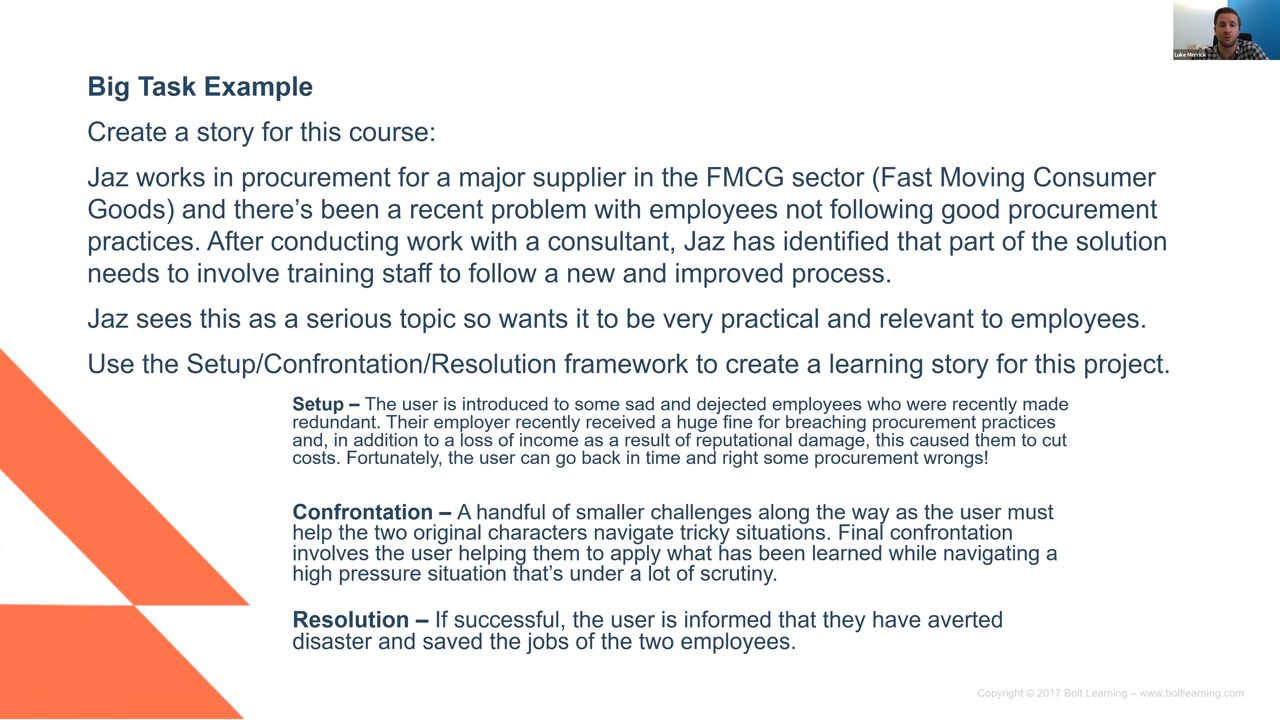 Luke Merrick
Big Task Example
Create a story for this course:
Jaz works in procurement for a major supplier in the FMCG sector (Fast Moving Consumer
Goods) and there’s been a recent problem with employees not following good procurement
practices. After conducting work with a consultant, Jaz has identified that part of the solution
needs to involve training staff to follow a new and improved process.
Jaz sees this as a serious topic so wants it to be very practical and relevant to employees.
Use the Setup/Confrontation/Resolution framework to create a learning story for this project.
Setup – The user is introduced to some sad and dejected employees who were recently made
redundant. Their employer recently received a huge fine for breaching procurement practices
and, in addition to a loss of income as a result of reputational damage, this caused them to cut
costs. Fortunately, the user can go back in time and right some procurement wrongs!
Confrontation – A handful of smaller challenges along the way as the user must
help the two original characters navigate tricky situations. Final confrontation
involves the user helping them to apply what has been learned while navigating a
high pressure situation that’s under a lot of scrutiny.
Resolution – If successful, the user is informed that they have averted
disaster and saved the jobs of the two employees.
Copyright © 2017 Bolt Learning – www.boltlearning.com